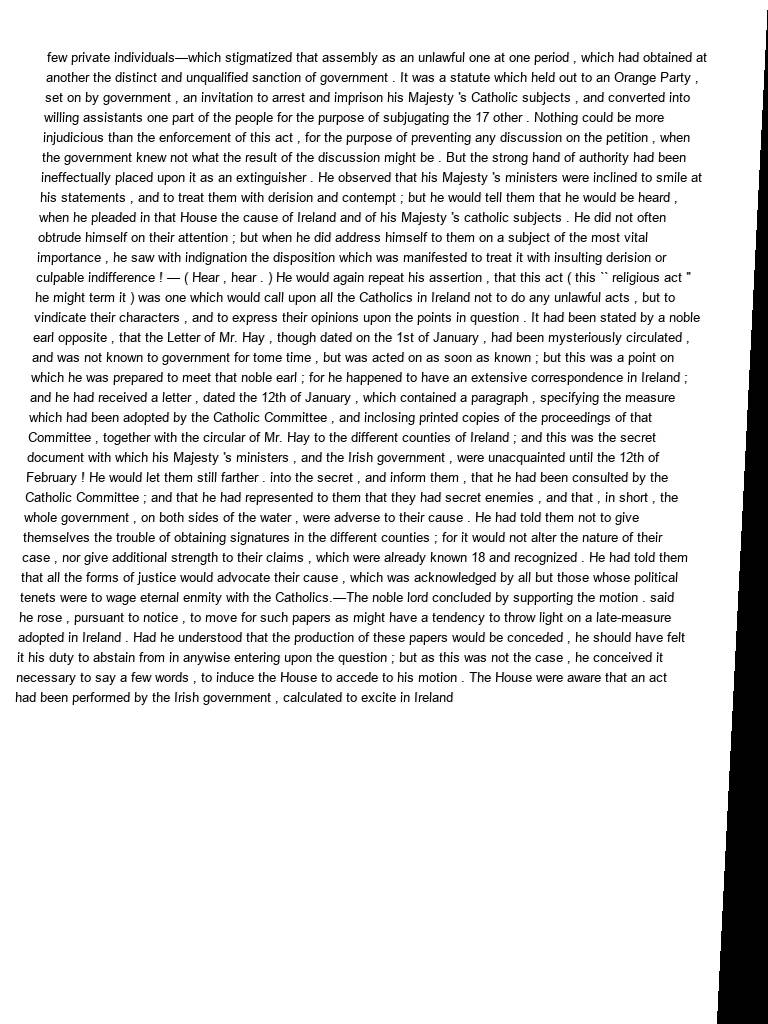 few private individuals—which stigmatized that assembly as an unlawful one at one period , which had obtained at
another the distinct and unqualified sanction of government . It was a statute which held out to an Orange Party ,
set on by government , an invitation to arrest and imprison his Majesty 's Catholic subjects , and converted into
willing assistants one part of the people for the purpose of subjugating the 17 other . Nothing could be more
injudicious than the enforcement of this act , for the purpose of preventing any discussion on the petition , when
the government knew not what the result of the discussion might be . But the strong hand of authority had been
ineffectually placed upon it as an extinguisher . He observed that his Majesty 's ministers were inclined to smile at
his statements , and to treat them with derision and contempt ; but he would tell them that he would be heard ,
when he pleaded in that House the cause of Ireland and of his Majesty 's catholic subjects . He did not often
obtrude himself on their attention ; but when he did address himself to them on a subject of the most vital
importance , he saw with indignation the disposition which was manifested to treat it with insulting derision or
culpable indifference ! — ( Hear , hear . ) He would again repeat his assertion , that this act ( this `` religious act "
he might term it ) was one which would call upon all the Catholics in Ireland not to do any unlawful acts , but to
vindicate their characters , and to express their opinions upon the points in question . It had been stated by a noble
earl opposite , that the Letter of Mr. Hay , though dated on the 1st of January , had been mysteriously circulated ,
and was not known to government for tome time , but was acted on as soon as known ; but this was a point on
which he was prepared to meet that noble earl ; for he happened to have an extensive correspondence in Ireland ;
and he had received a letter , dated the 12th of January , which contained a paragraph , specifying the measure
which had been adopted by the Catholic Committee , and inclosing printed copies of the proceedings of that
Committee , together with the circular of Mr. Hay to the different counties of Ireland ; and this was the secret
document with which his Majesty 's ministers , and the Irish government , were unacquainted until the 12th of
February ! He would let them still farther . into the secret , and inform them , that he had been consulted by the
Catholic Committee ; and that he had represented to them that they had secret enemies , and that , in short , the
whole government , on both sides of the water , were adverse to their cause . He had told them not to give
themselves the trouble of obtaining signatures in the different counties ; for it would not alter the nature of their
case , nor give additional strength to their claims , which were already known 18 and recognized . He had told them
that all the forms of justice would advocate their cause , which was acknowledged by all but those whose political
tenets were to wage eternal enmity with the Catholics.—The noble lord concluded by supporting the motion . said
he rose , pursuant to notice , to move for such papers as might have a tendency to throw light on a late-measure
adopted in Ireland . Had he understood that the production of these papers would be conceded , he should have felt
it his duty to abstain from in anywise entering upon the question ; but as this was not the case , he conceived it
necessary to say a few words , to induce the House to accede to his motion . The House were aware that an act
had been performed by the Irish government , calculated to excite in Ireland